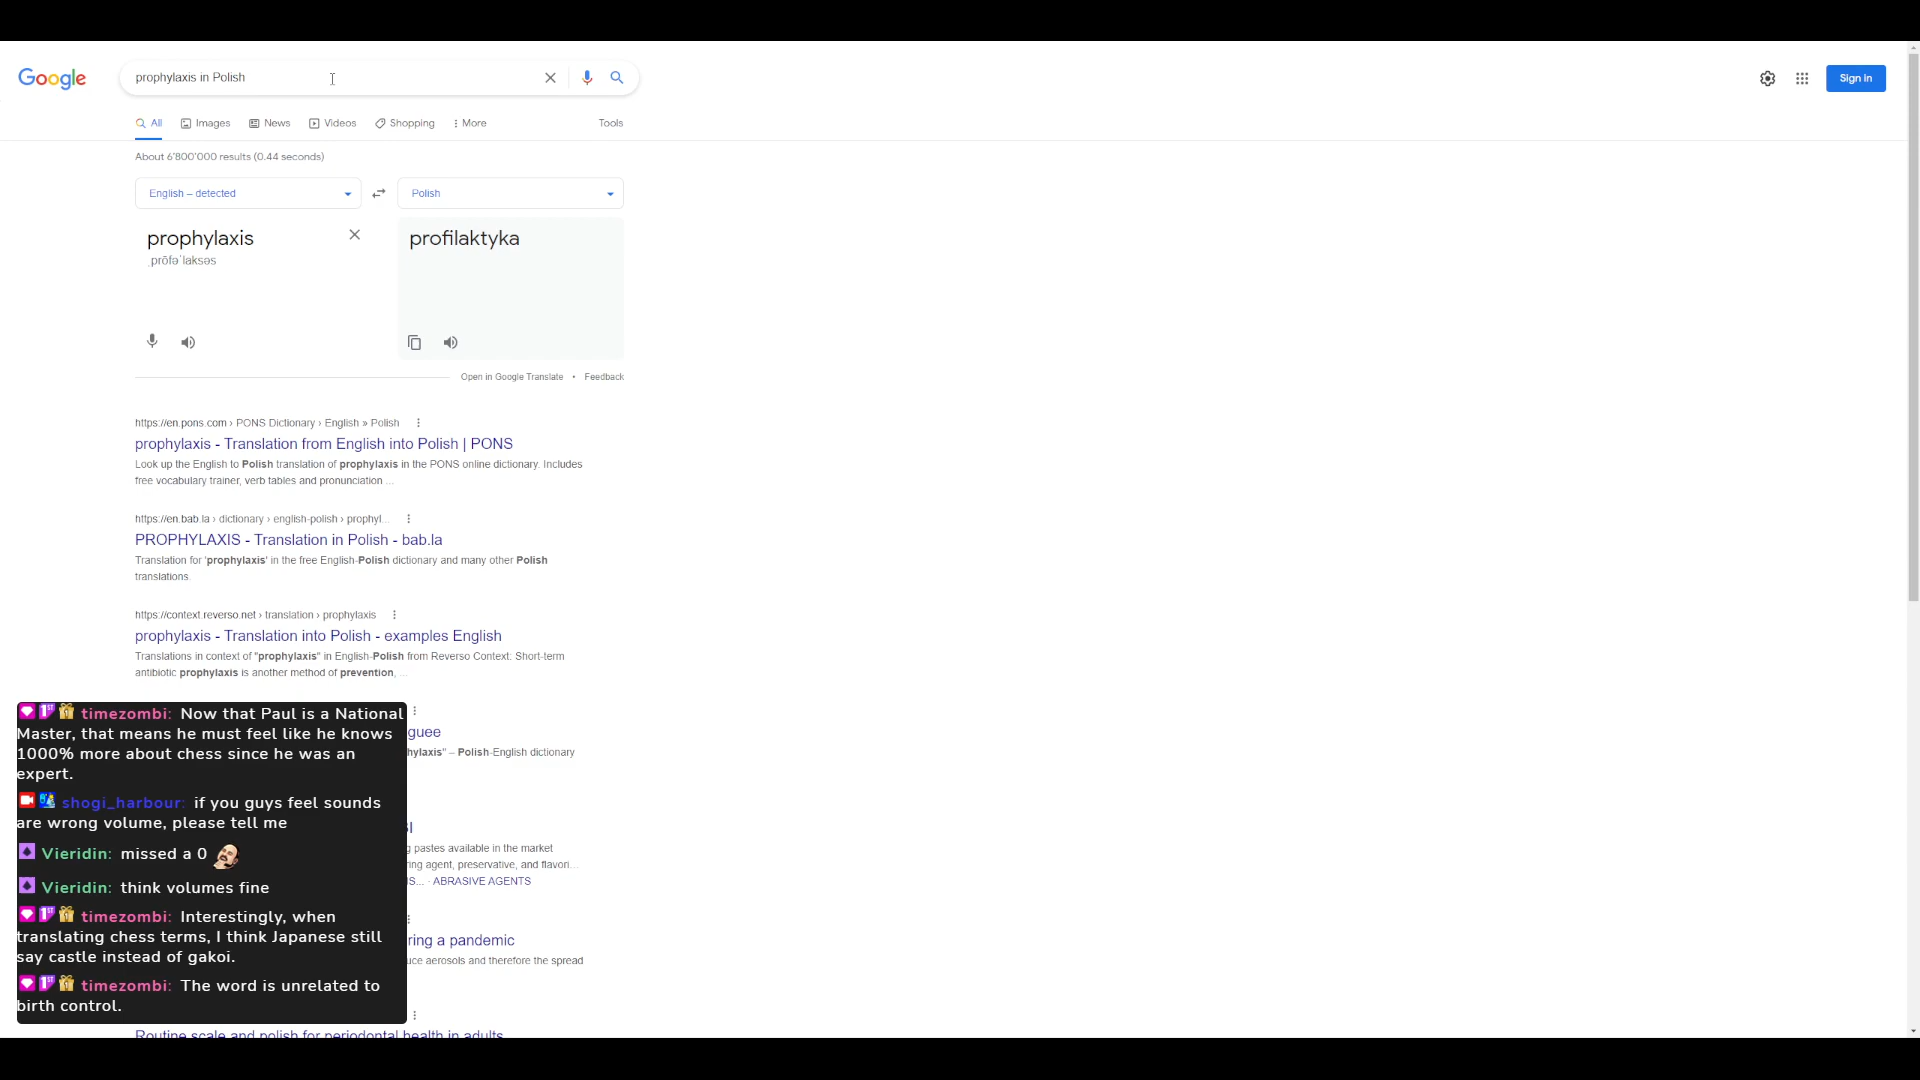 Google
prophylaxis in Polish
Sign in
All
Images
News
Videos
Shopping
More
Tools
About 6'800'000 results (0.44 seconds)
English – detected
Polish
prophylaxis
ˌprōfəˈlaksəs
profilaktyka
Open in Google Translate • Feedback
https://en.pons.com › PONS Dictionary › English » Polish
prophylaxis - Translation from English into Polish | PONS
Look up the English to Polish translation of prophylaxis in the PONS online dictionary. Includes
free vocabulary trainer, verb tables and pronunciation ...
https://en.bab.la › dictionary › english-polish › prophyl...
PROPHYLAXIS - Translation in Polish - bab.la
Translation for 'prophylaxis' in the free English-Polish dictionary and many other Polish
translations.
https://context.reverso.net › translation › prophylaxis
prophylaxis - Translation into Polish - examples English
Translations in context of "prophylaxis" in English-Polish from Reverso Context: Short-term
antibiotic prophylaxis is another method of prevention, ...
guee
hylaxis" – Polish-English dictionary
g pastes available in the market
ring agent, preservative, and flavori...
S... · ABRASIVE AGENTS
ring a pandemic
uce aerosols and therefore the spread
Routine scale and polish for periodontal health in adults
timezombi: Now that Paul is a National
Master, that means he must feel like he knows
1000% more about chess since he was an
expert.
shogi_harbour: if you guys feel sounds
are wrong volume, please tell me
Vieridin: missed a 0
Vieridin: think volumes fine
timezombi: Interestingly, when
translating chess terms, I think Japanese still
say castle instead of gakoi.
timezombi: The word is unrelated to
birth control.